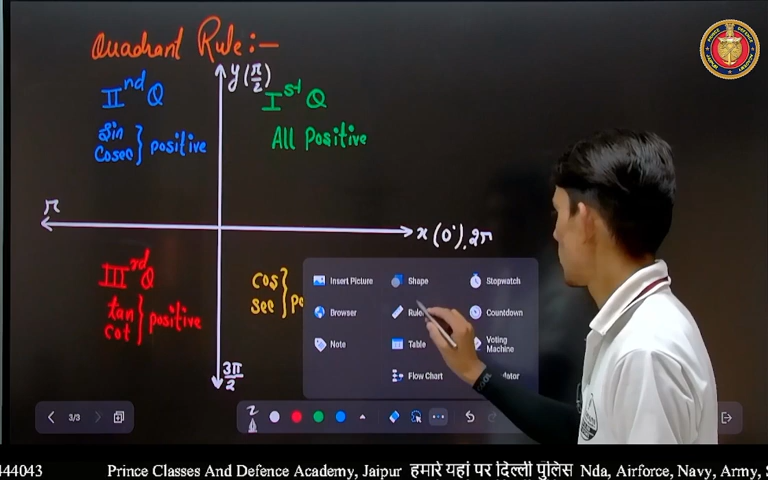 Quadrant Rule:-
y(π/2)
IInd Q
Sin
Cosec } positive
Ist Q
All Positive
π
x(0°), 2π
IIIrd Q
tan
cot } positive
cos
sec } po
3π/2
Insert Picture
Shape
Stopwatch
Browser
Rule
Countdown
Note
Table
Voting
Machine
Flow Chart
3/3
444043 Prince Classes And Defence Academy, Jaipur हमारे यहां पर दिल्ली पुलिस Nda, Airforce, Navy, Army, S